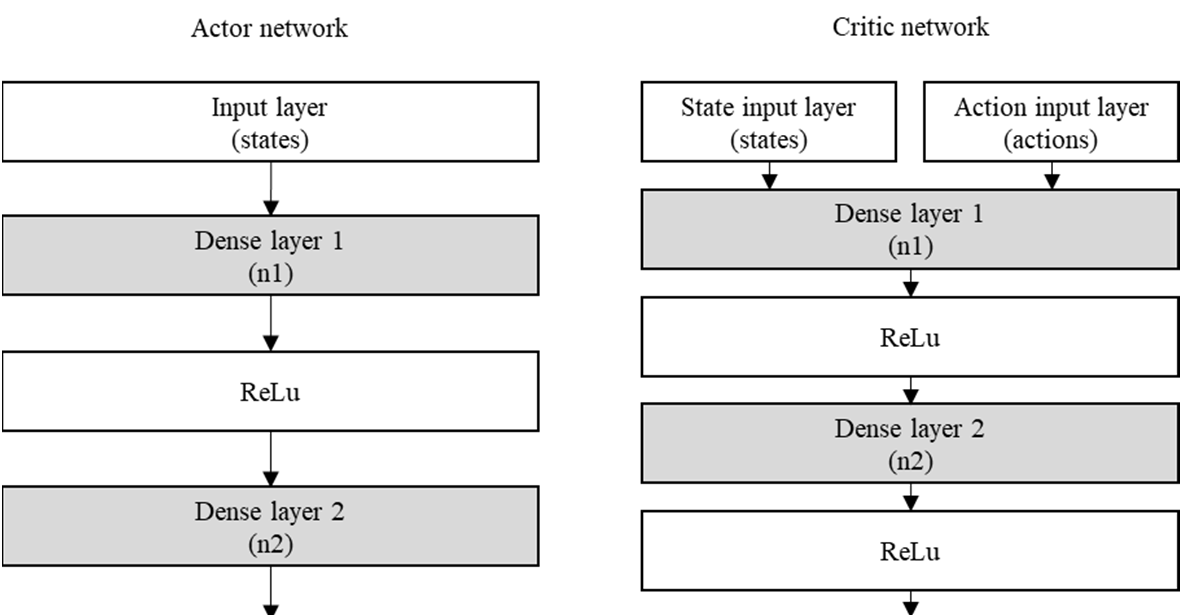 Actor network
Input layer
(states)
Dense layer 1
(n1)
ReLu
Dense layer 2
(n2)
Critic network
State input layer
(states)
Action input layer
(actions)
Dense layer 1
(n1)
ReLu
Dense layer 2
(n2)
ReLu